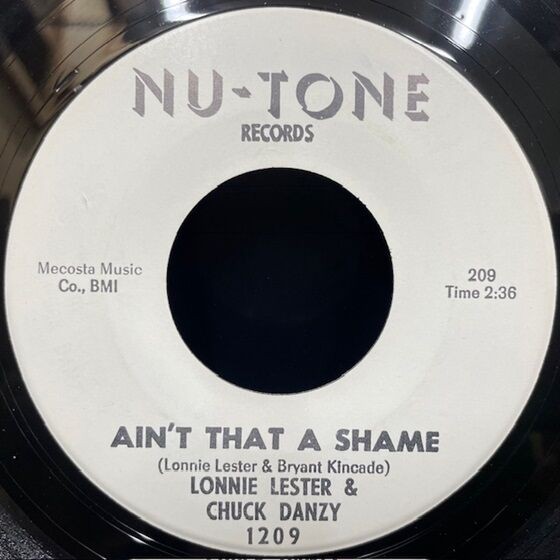 NU-TONE
RECORDS
Mecosta Music
Co., BMI
209
Time 2:36
AIN'T THAT A SHAME
(Lonnie Lester & Bryant Kincade)
LONNIE LESTER &
CHUCK DANZY
1209